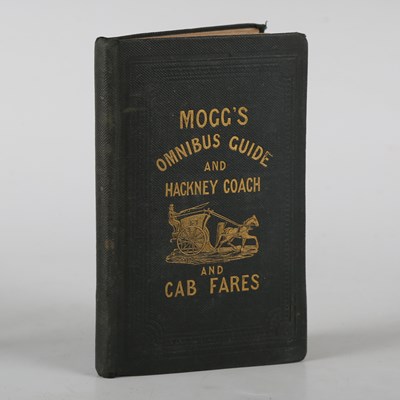 MOGG'S
OMNIBUS GUIDE
AND
HACKNEY COACH
AND
CAB FARES